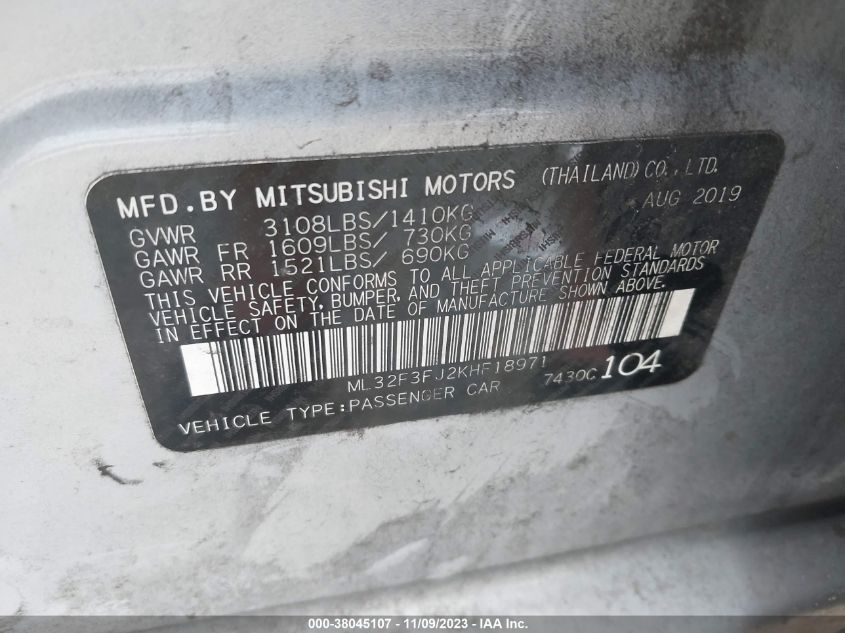 MFD.BY MITSUBISHI MOTORS (THAILAND) CO.,LTD.
AUG 2019
GVWR 3108LBS/1410KG
GAWR FR 1609LBS/ 730KG
GAWR RR 1521LBS/ 690KG
THIS VEHICLE CONFORMS TO ALL APPLICABLE FEDERAL MOTOR
VEHICLE SAFETY, BUMPER, AND THEFT PREVENTION STANDARDS
IN EFFECT ON THE DATE OF MANUFACTURE SHOWN ABOVE.
ML32F3FJ2KHF18971
7430C 104
VEHICLE TYPE:PASSENGER CAR
000-38045107 - 11/09/2023 - IAA Inc.